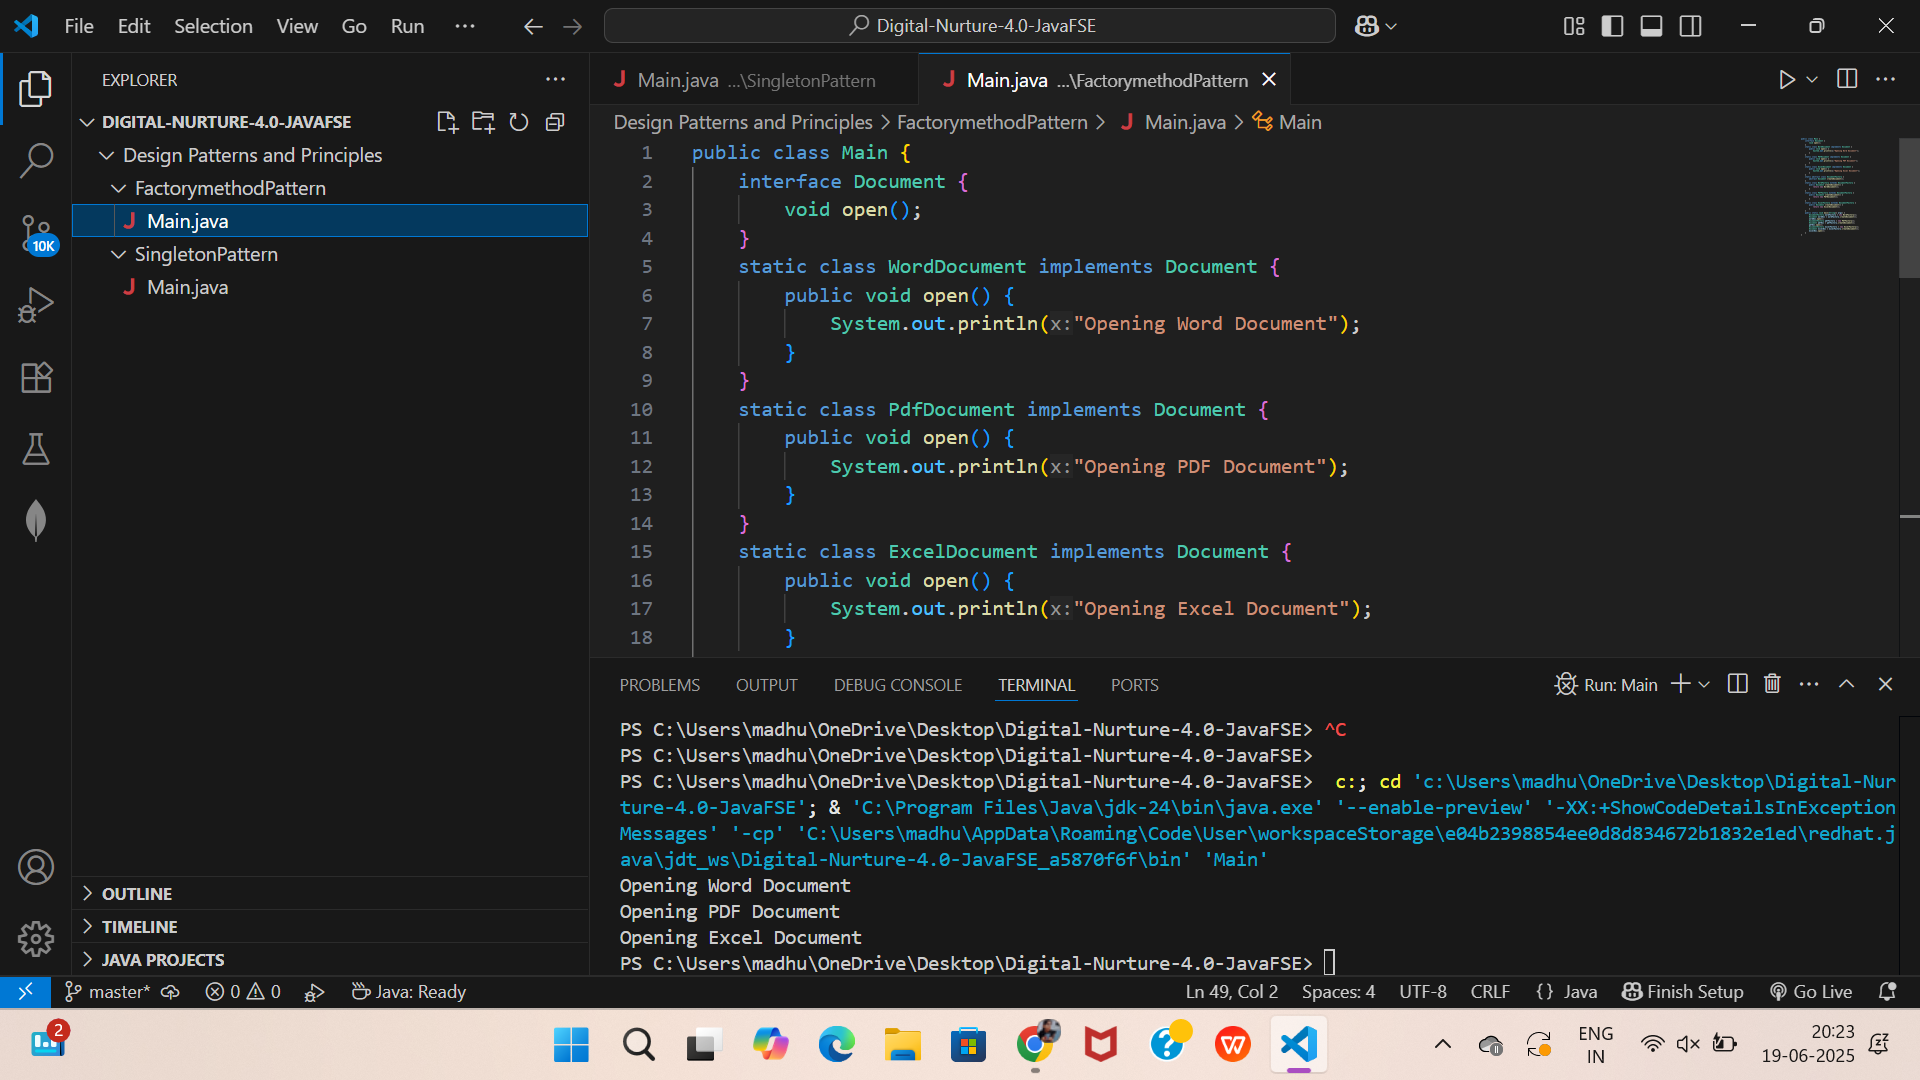 File Edit Selection View Go Run ··· Digital-Nurture-4.0-JavaFSE
EXPLORER
DIGITAL-NURTURE-4.0-JAVAFSE
Design Patterns and Principles
FactorymethodPattern
Main.java
SingletonPattern
Main.java
10K
OUTLINE
TIMELINE
JAVA PROJECTS
Main.java ...\SingletonPattern Main.java ...\FactorymethodPattern
Design Patterns and Principles > FactorymethodPattern > Main.java > Main
1 public class Main {
2 interface Document {
3 void open();
4 }
5 static class WordDocument implements Document {
6 public void open() {
7 System.out.println(x:"Opening Word Document");
8 }
9 }
10 static class PdfDocument implements Document {
11 public void open() {
12 System.out.println(x:"Opening PDF Document");
13 }
14 }
15 static class ExcelDocument implements Document {
16 public void open() {
17 System.out.println(x:"Opening Excel Document");
18 }
PROBLEMS OUTPUT DEBUG CONSOLE TERMINAL PORTS Run: Main
PS C:\Users\madhu\OneDrive\Desktop\Digital-Nurture-4.0-JavaFSE> ^C
PS C:\Users\madhu\OneDrive\Desktop\Digital-Nurture-4.0-JavaFSE>
PS C:\Users\madhu\OneDrive\Desktop\Digital-Nurture-4.0-JavaFSE> c:; cd 'c:\Users\madhu\OneDrive\Desktop\Digital-Nur
ture-4.0-JavaFSE'; & 'C:\Program Files\Java\jdk-24\bin\java.exe' '--enable-preview' '-XX:+ShowCodeDetailsInException
Messages' '-cp' 'C:\Users\madhu\AppData\Roaming\Code\User\workspaceStorage\e04b2398854ee0d8d834672b1832e1ed\redhat.j
ava\jdt_ws\Digital-Nurture-4.0-JavaFSE_a5870f6f\bin' 'Main'
Opening Word Document
Opening PDF Document
Opening Excel Document
PS C:\Users\madhu\OneDrive\Desktop\Digital-Nurture-4.0-JavaFSE>
master* 0 0 Java: Ready Ln 49, Col 2 Spaces: 4 UTF-8 CRLF {} Java Finish Setup Go Live
2
ENG
IN
20:23
19-06-2025